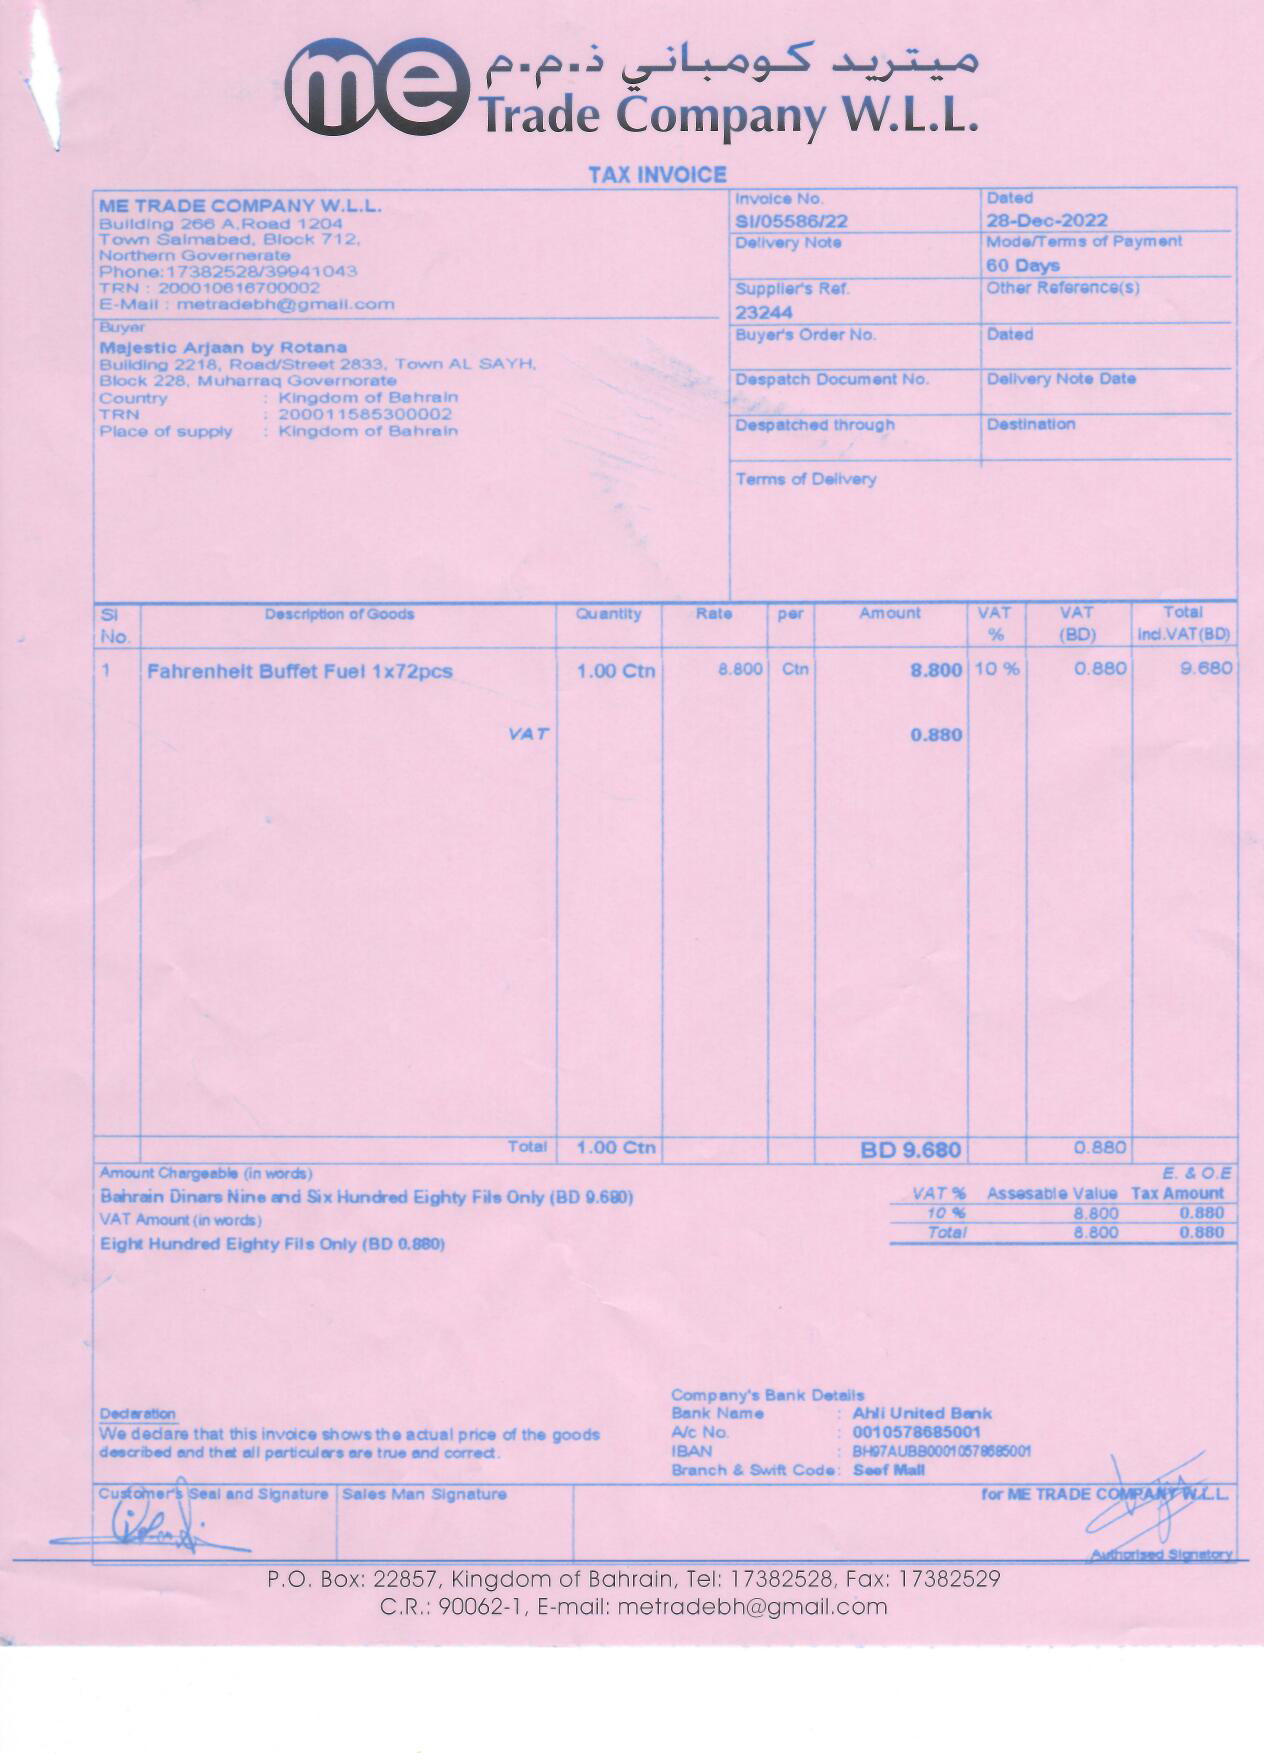 me ميتريد كومباني ذ.م.م
Trade Company W.L.L.
TAX INVOICE
ME TRADE COMPANY W.L.L.
Building 266 A,Road 1204
Town Salmabad, Block 712,
Northern Governerate
Phone:17382528/39941043
TRN : 200010616700002
E-Mail : metradebh@gmail.com
Invoice No.
SI/05586/22
Dated
28-Dec-2022
Delivery Note
Mode/Terms of Payment
60 Days
Supplier's Ref.
23244
Other Reference(s)
Buyer
Majestic Arjaan by Rotana
Building 2218, Road/Street 2833, Town AL SAYH,
Block 228, Muharraq Governorate
Country : Kingdom of Bahrain
TRN : 200011585300002
Place of supply : Kingdom of Bahrain
Buyer's Order No.
Dated
Despatch Document No.
Delivery Note Date
Despatched through
Destination
Terms of Delivery
Sl No. Description of Goods Quantity Rate per Amount VAT % VAT (BD) Total Incl.VAT(BD)
1 Fahrenheit Buffet Fuel 1x72pcs 1.00 Ctn 8.800 Ctn 8.800 10 % 0.880 9.680
VAT 0.880
Total 1.00 Ctn BD 9.680 0.880
Amount Chargeable (in words) E. & O.E
Bahrain Dinars Nine and Six Hundred Eighty Fils Only (BD 9.680)
VAT Amount (in words)
Eight Hundred Eighty Fils Only (BD 0.880)
VAT % Assesable Value Tax Amount
10 % 8.800 0.880
Total 8.800 0.880
Declaration
We declare that this invoice shows the actual price of the goods
described and that all particulars are true and correct.
Company's Bank Details
Bank Name : Ahli United Bank
A/c No. : 0010578685001
IBAN : BH97AUBB00010578685001
Branch & Swift Code : Seef Mall
Customer's Seal and Signature
Sales Man Signature
for ME TRADE COMPANY W.L.L.
Authorised Signatory
P.O. Box: 22857, Kingdom of Bahrain, Tel: 17382528, Fax: 17382529
C.R.: 90062-1, E-mail: metradebh@gmail.com